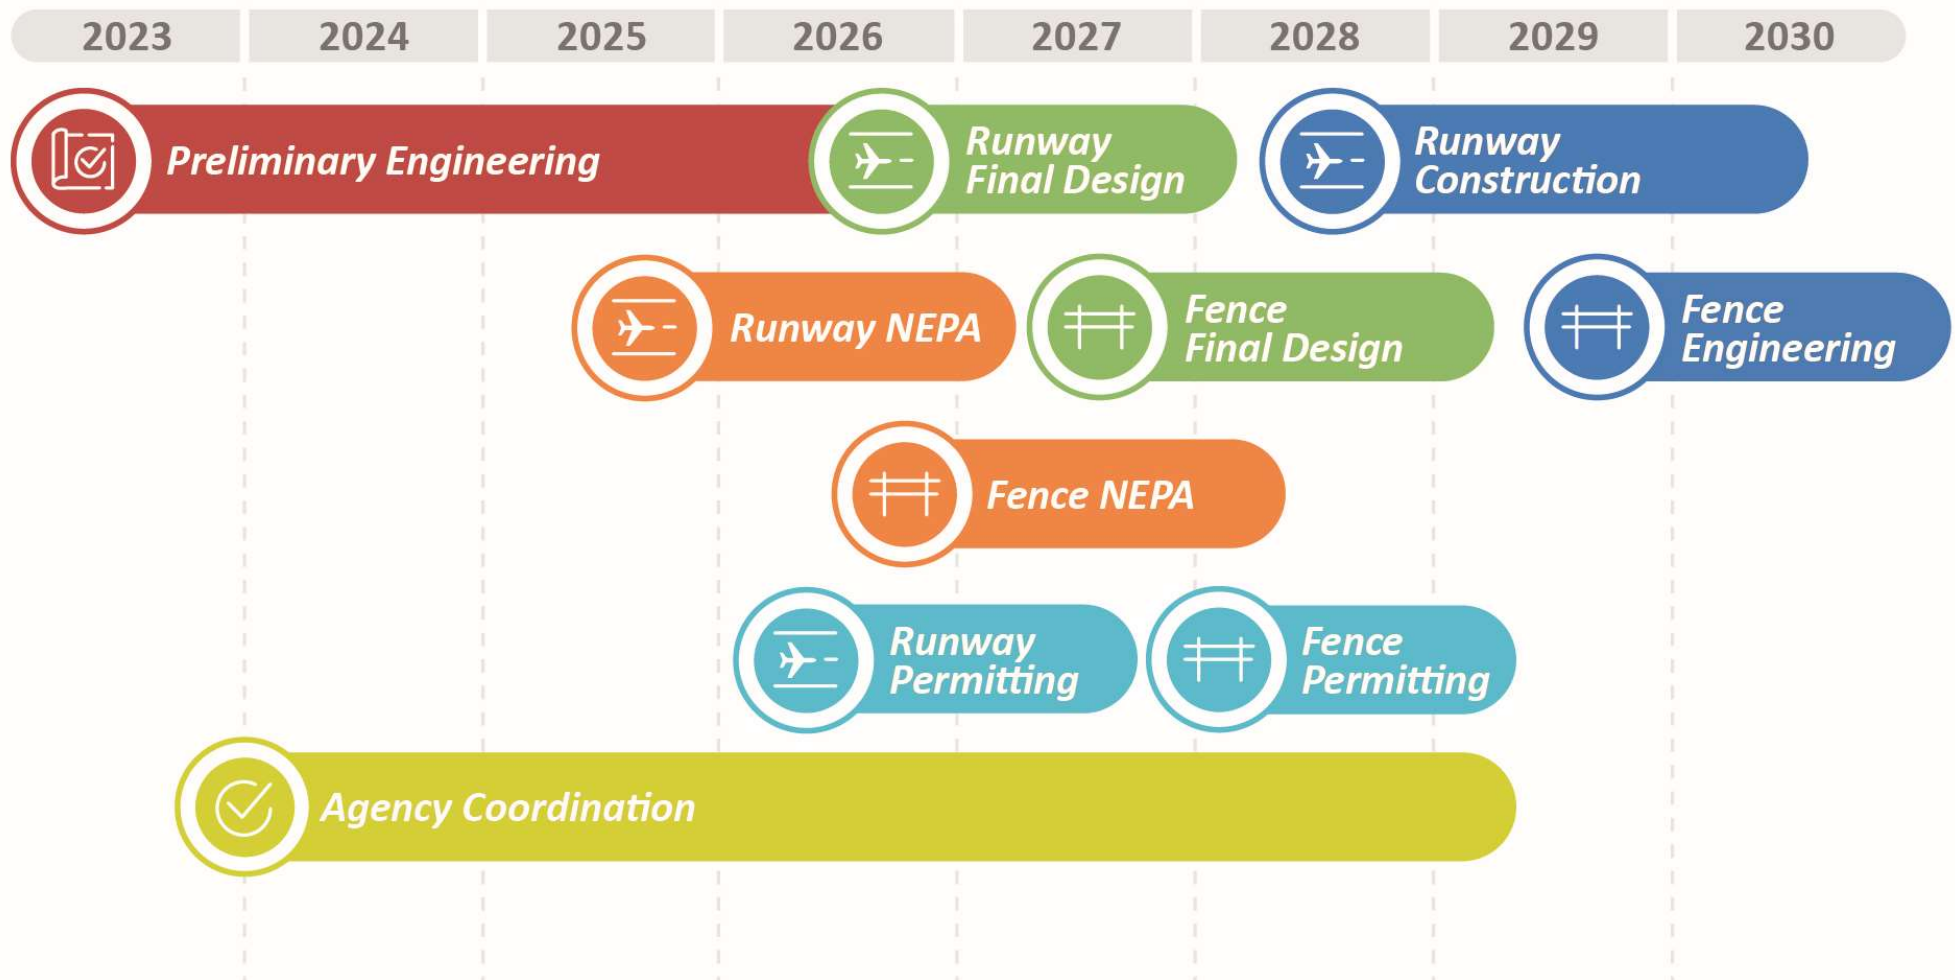 2023 2024 2025 2026 2027 2028 2029 2030
Preliminary Engineering
Runway
Final Design
Runway
Construction
Runway NEPA
Fence
Final Design
Fence
Engineering
Fence NEPA
Runway
Permitting
Fence
Permitting
Agency Coordination